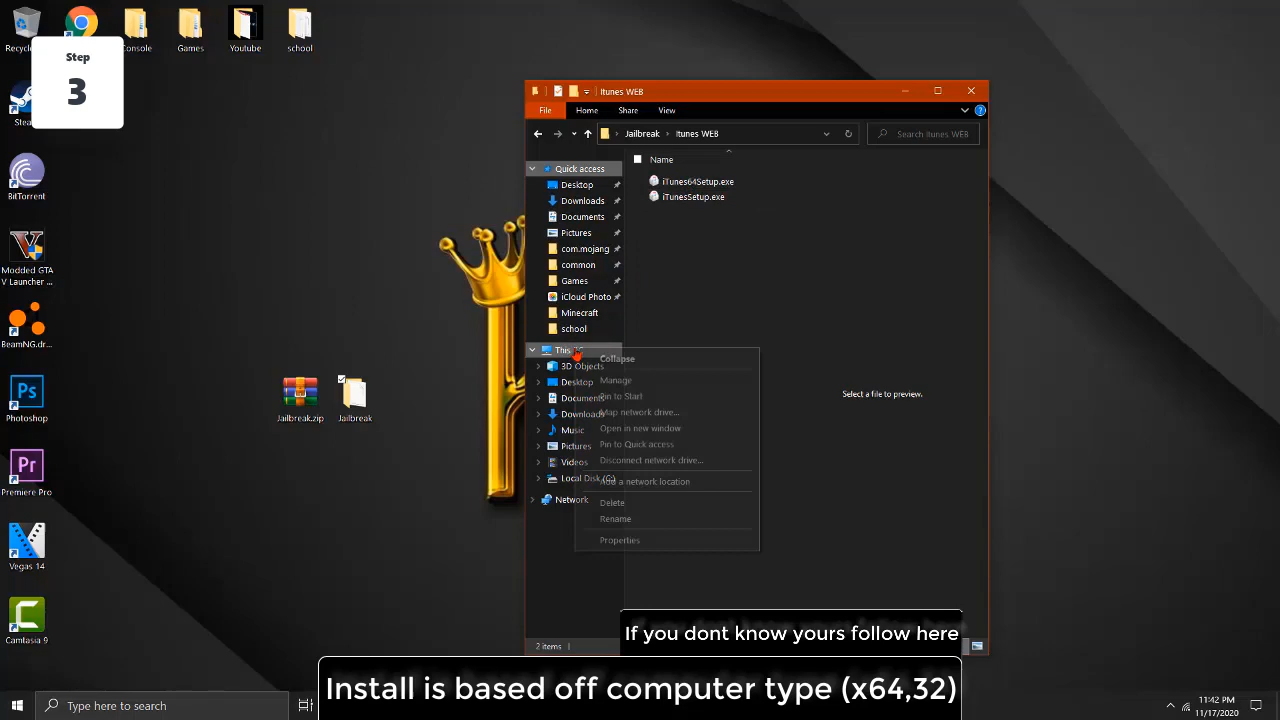 Recycle
Console
Games
Youtube
school
Step
3
Stea
BitTorrent
Modded GTA
V Launcher ...
BeamNG.dr...
Photoshop
Premiere Pro
Vegas 14
Camtasia 9
Jailbreak.zip
Jailbreak
Itunes WEB
File
Home
Share
View
Jailbreak
Itunes WEB
Search Itunes WEB
Name
iTunes64Setup.exe
iTunesSetup.exe
Quick access
Desktop
Downloads
Documents
Pictures
com.mojang
common
Games
iCloud Photo
Minecraft
school
This
3D Objects
Desktop
Documents
Downloads
Music
Pictures
Videos
Local Disk (C:)
Network
Collapse
Manage
Pin to Start
Map network drive...
Open in new window
Pin to Quick access
Disconnect network drive...
Add a network location
Delete
Rename
Properties
Select a file to preview.
2 items
If you dont know yours follow here
Install is based off computer type (x64,32)
Type here to search
11:42 PM
11/17/2020